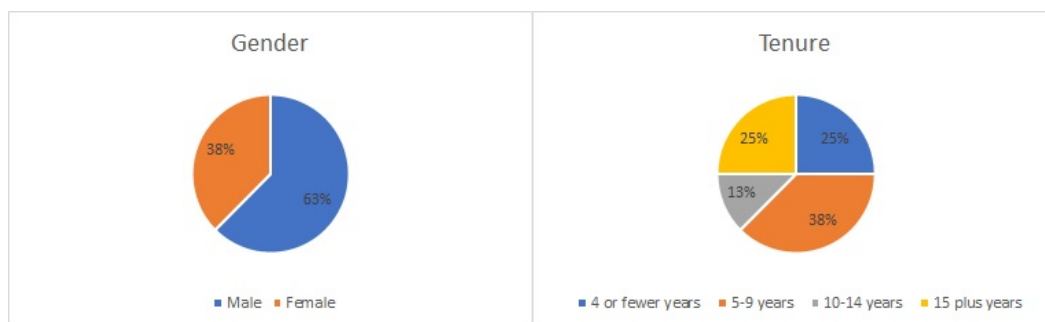 Gender
38%
63%
Male Female
Tenure
25% 25%
13%
38%
4 or fewer years 5-9 years 10-14 years 15 plus years